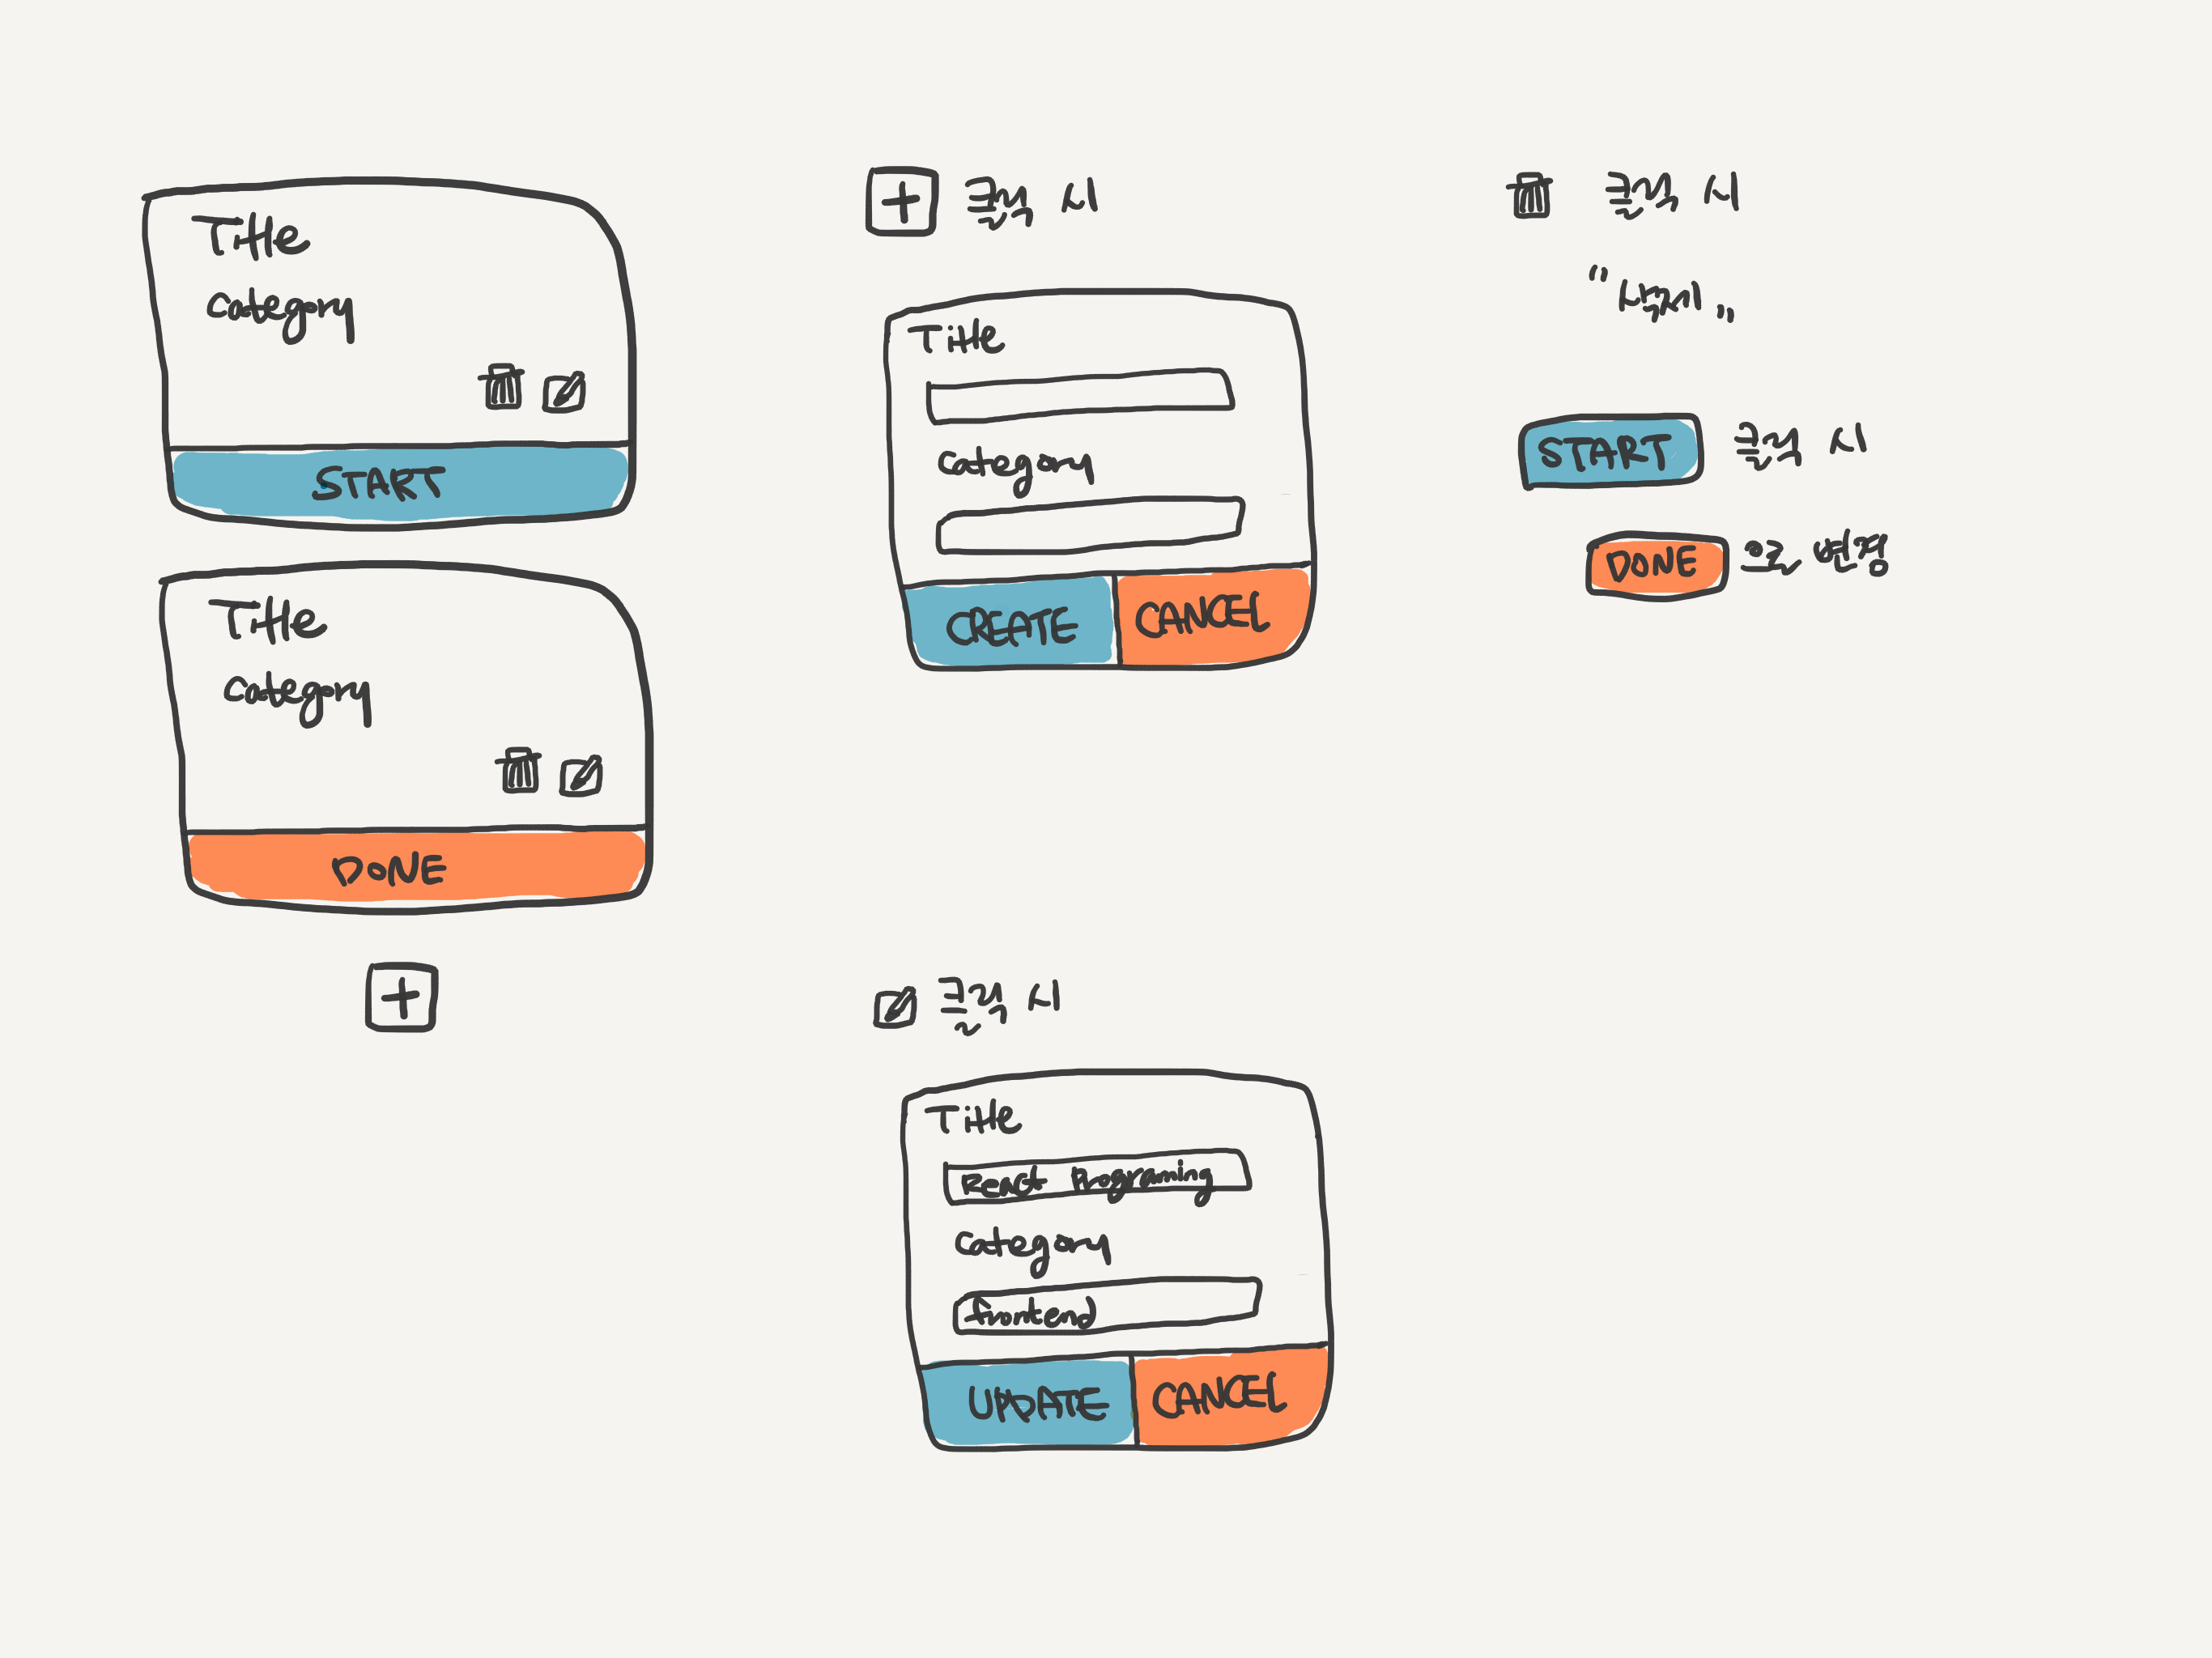 Title
category
START
Title
category
DONE
+
+ 클릭 시
Title
category
CREATE CANCEL
클릭 시
Title
React Programing
category
frontend
UPDATE CANCEL
클릭 시
"삭제"
START 클릭 시
DONE 으로 변경